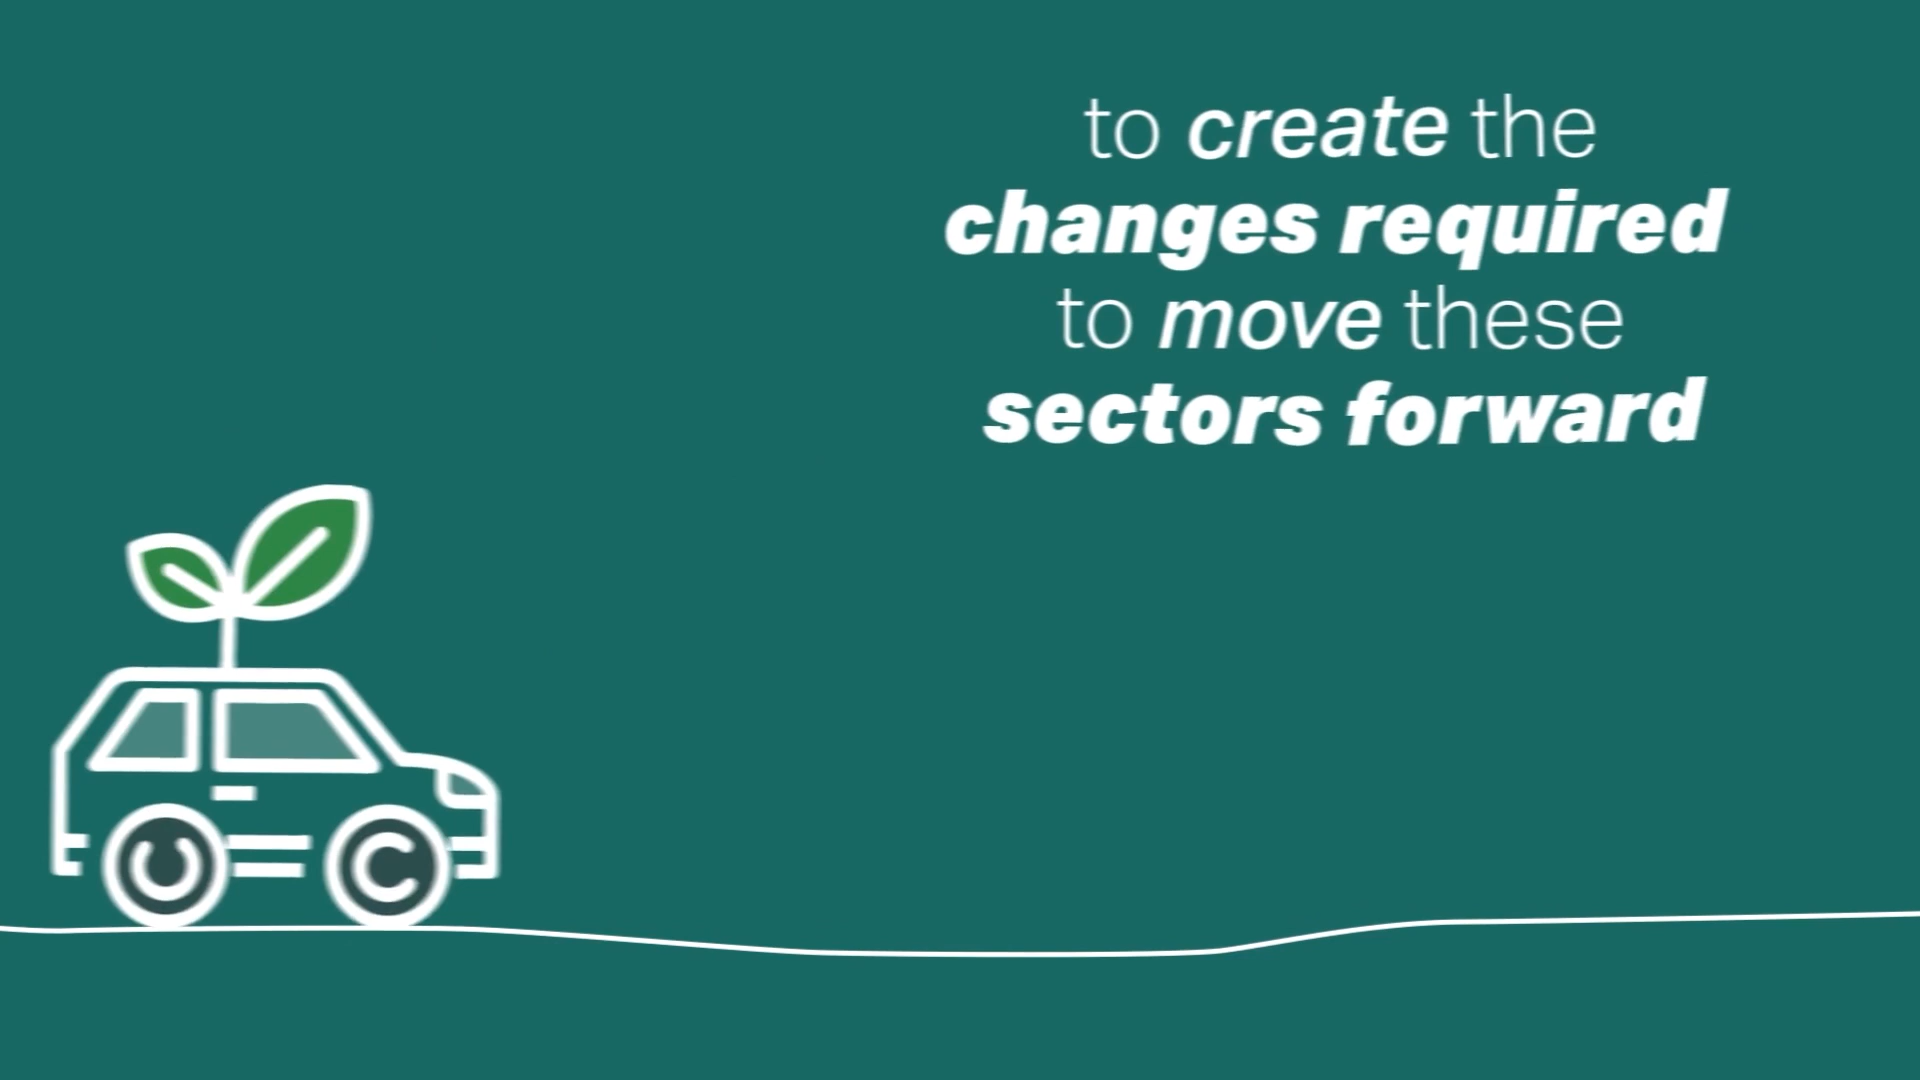 to create the
changes required
to move these
sectors forward